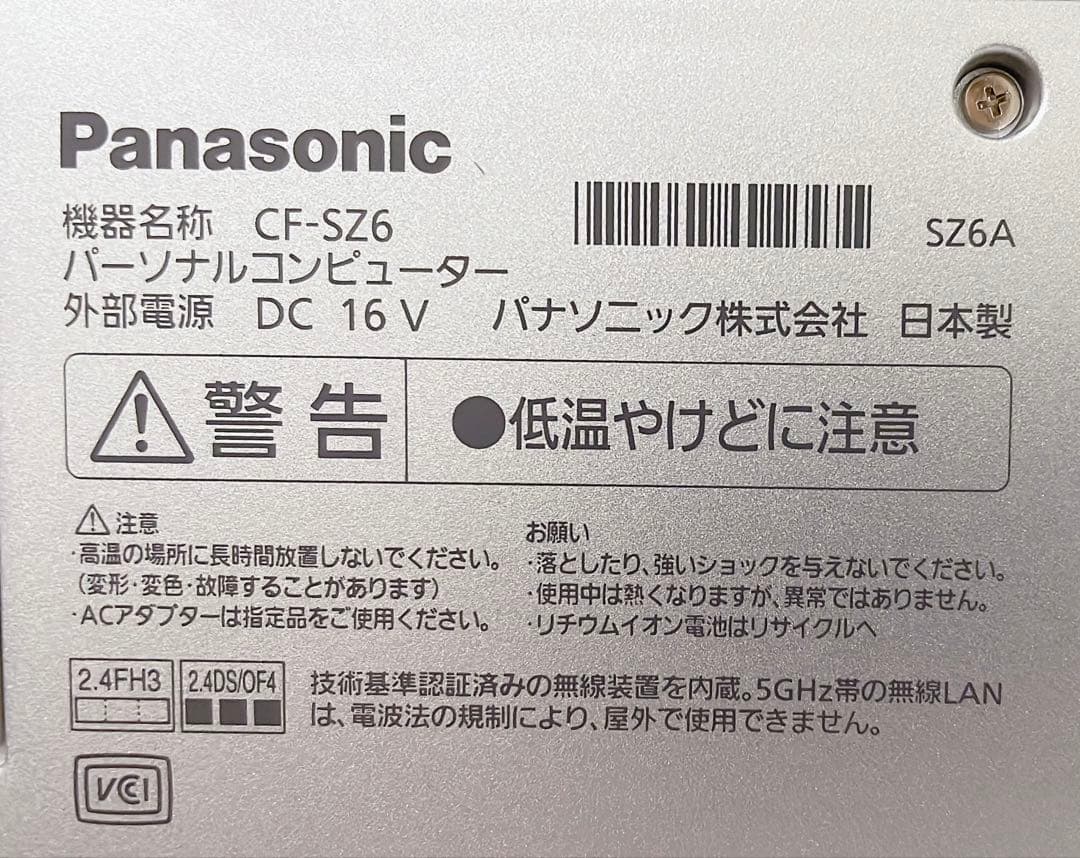 Panasonic
機器名称 CF-SZ6
SZ6A
パーソナルコンピューター
外部電源 DC 16 V パナソニック株式会社 日本製
警告 ●低温やけどに注意
注意
・高温の場所に長時間放置しないでください。
(変形・変色・故障することがあります)
・ACアダプターは指定品をご使用ください。
お願い
・落としたり、強いショックを与えないでください。
・使用中は熱くなりますが、異常ではありません。
・リチウムイオン電池はリサイクルへ
2.4FH3
2.4DS/OF4
技術基準認証済みの無線装置を内蔵。5GHz帯の無線LAN
は、電波法の規制により、屋外で使用できません。
VCCI